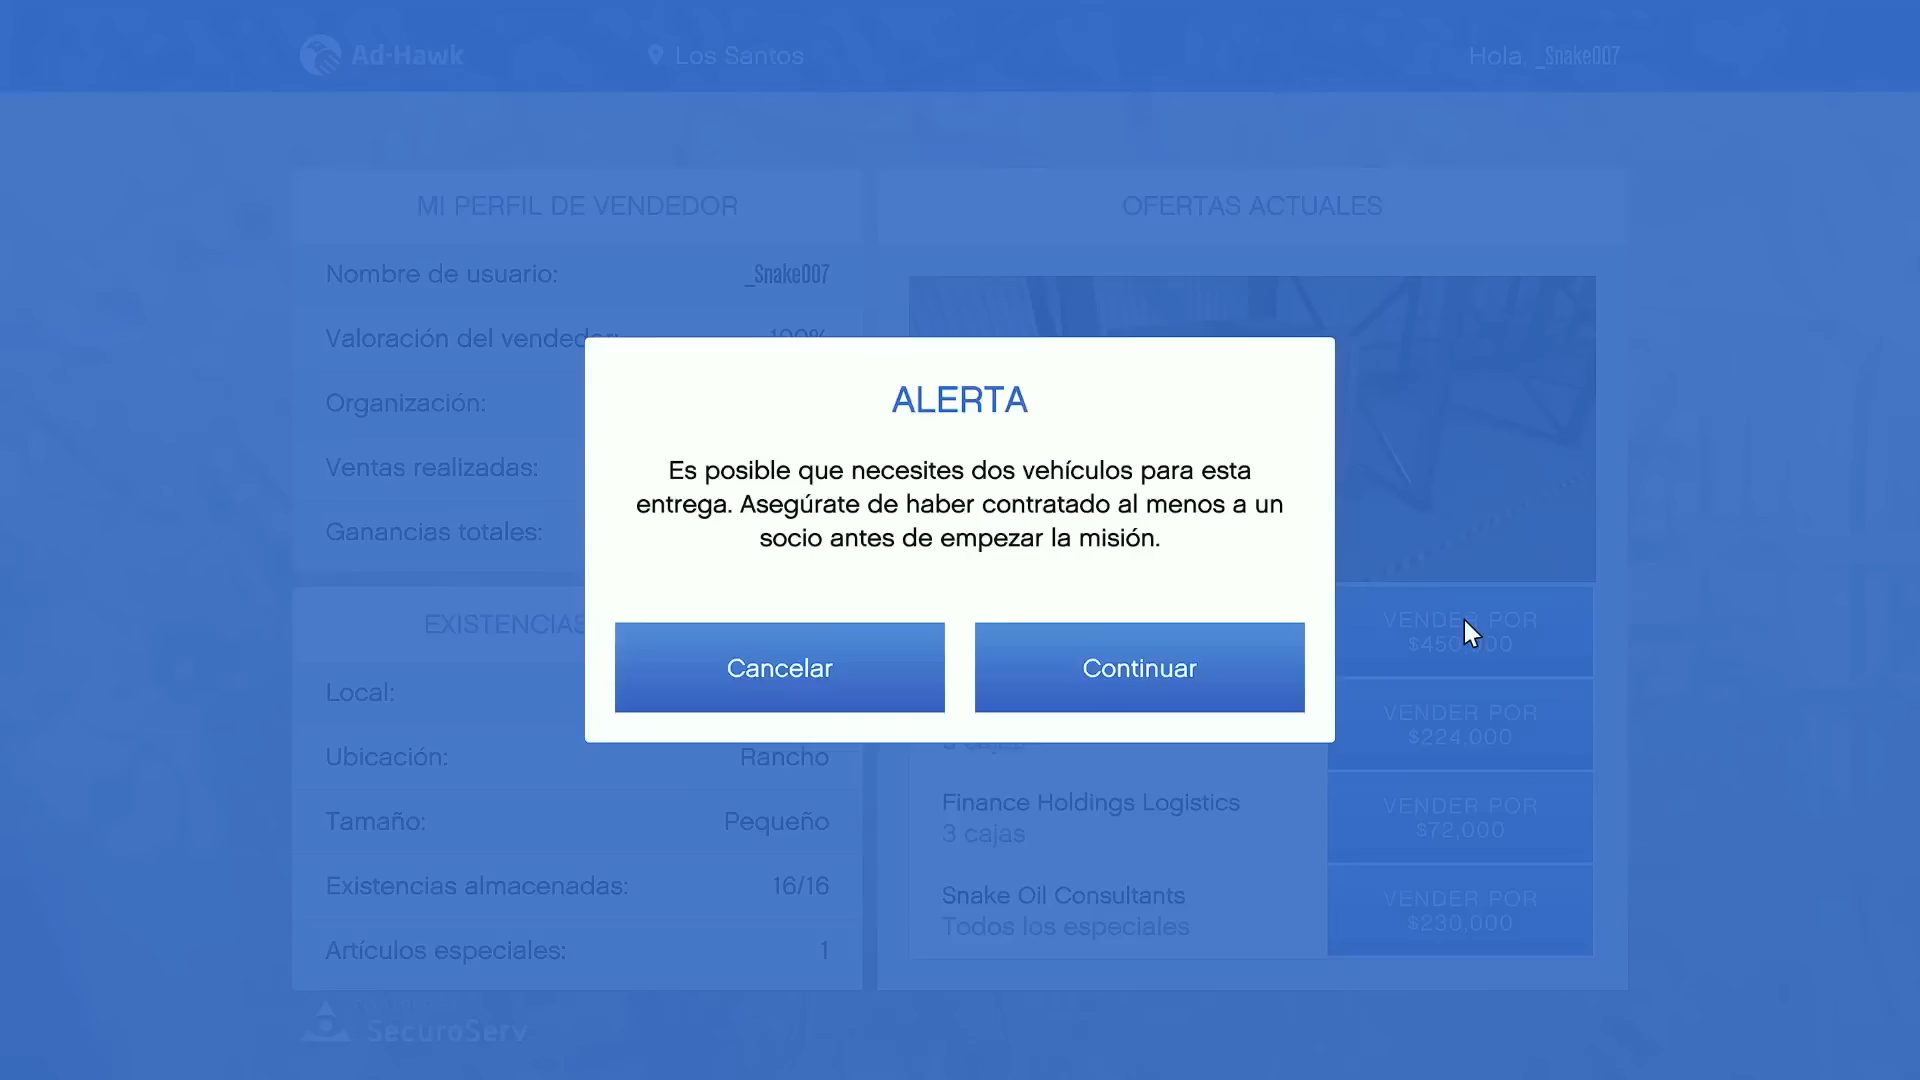 Ad-Hawk
Los Santos
Hola, _Snake007
MI PERFIL DE VENDEDOR
Nombre de usuario: _Snake007
Valoración del vendedor: 100%
Organización:
Ventas realizadas:
Ganancias totales:
EXISTENCIAS
Local:
Ubicación: Rancho
Tamaño: Pequeño
Existencias almacenadas: 16/16
Artículos especiales: 1
OFERTAS ACTUALES
VENDER POR
$450,000
VENDER POR
$224,000
Finance Holdings Logistics
3 cajas
VENDER POR
$72,000
Snake Oil Consultants
Todos los especiales
VENDER POR
$230,000
ALERTA
Es posible que necesites dos vehículos para esta
entrega. Asegúrate de haber contratado al menos a un
socio antes de empezar la misión.
Cancelar
Continuar
SecuroServ